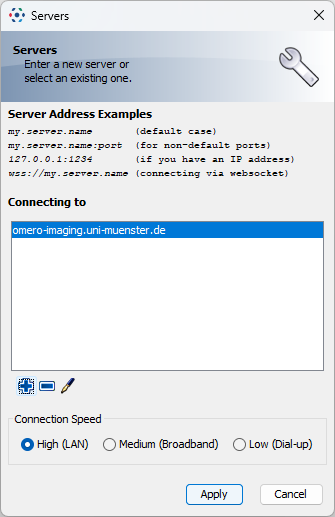 Servers
Servers
Enter a new server or
select an existing one.
Server Address Examples
my.server.name (default case)
my.server.name:port (for non-default ports)
127.0.0.1:1234 (if you have an IP address)
wss://my.server.name (connecting via websocket)
Connecting to
omero-imaging.uni-muenster.de
Connection Speed
High (LAN) Medium (Broadband) Low (Dial-up)
Apply Cancel